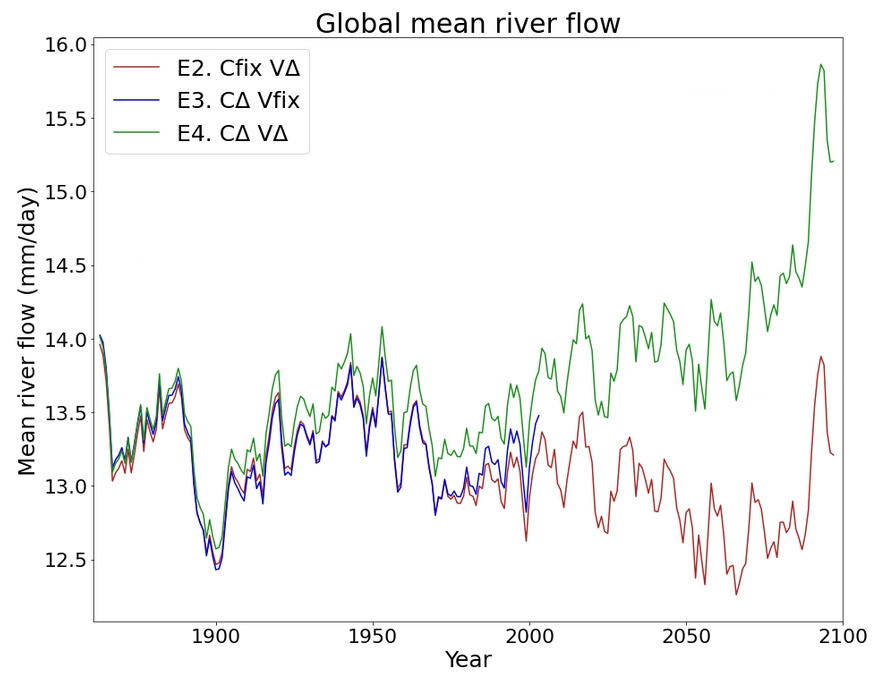 Global mean river flow
E2. Cfix VΔ
E3. CΔ Vfix
E4. CΔ VΔ
Mean river flow (mm/day)
16.0
15.5
15.0
14.5
14.0
13.5
13.0
12.5
1900 1950 2000 2050 2100
Year